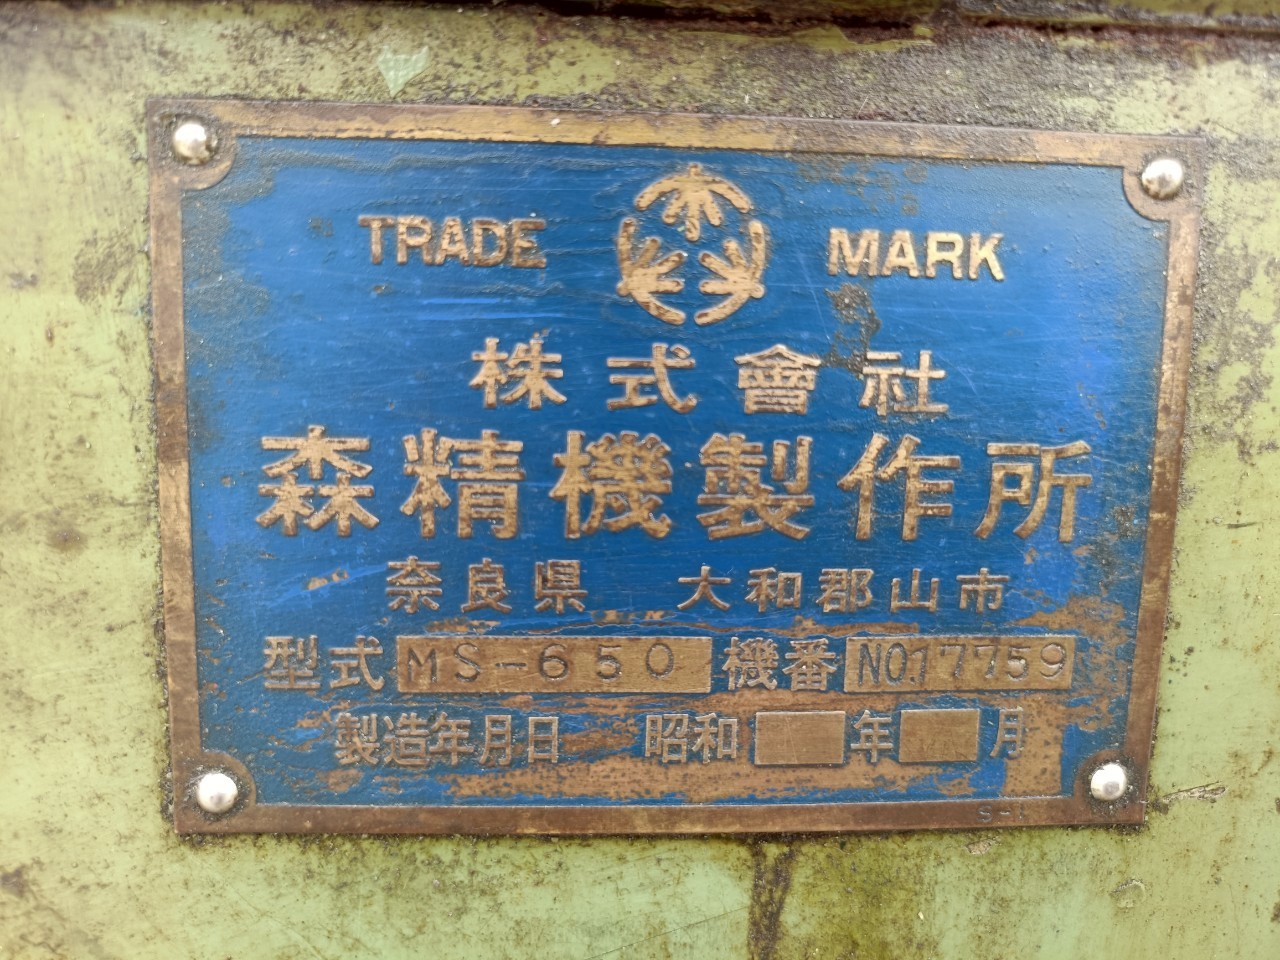 TRADE MARK
株式會社
森精機製作所
奈良県 大和郡山市
型式 MS-650 機番 NO.17759
製造年月日 昭和 年 月
S-1